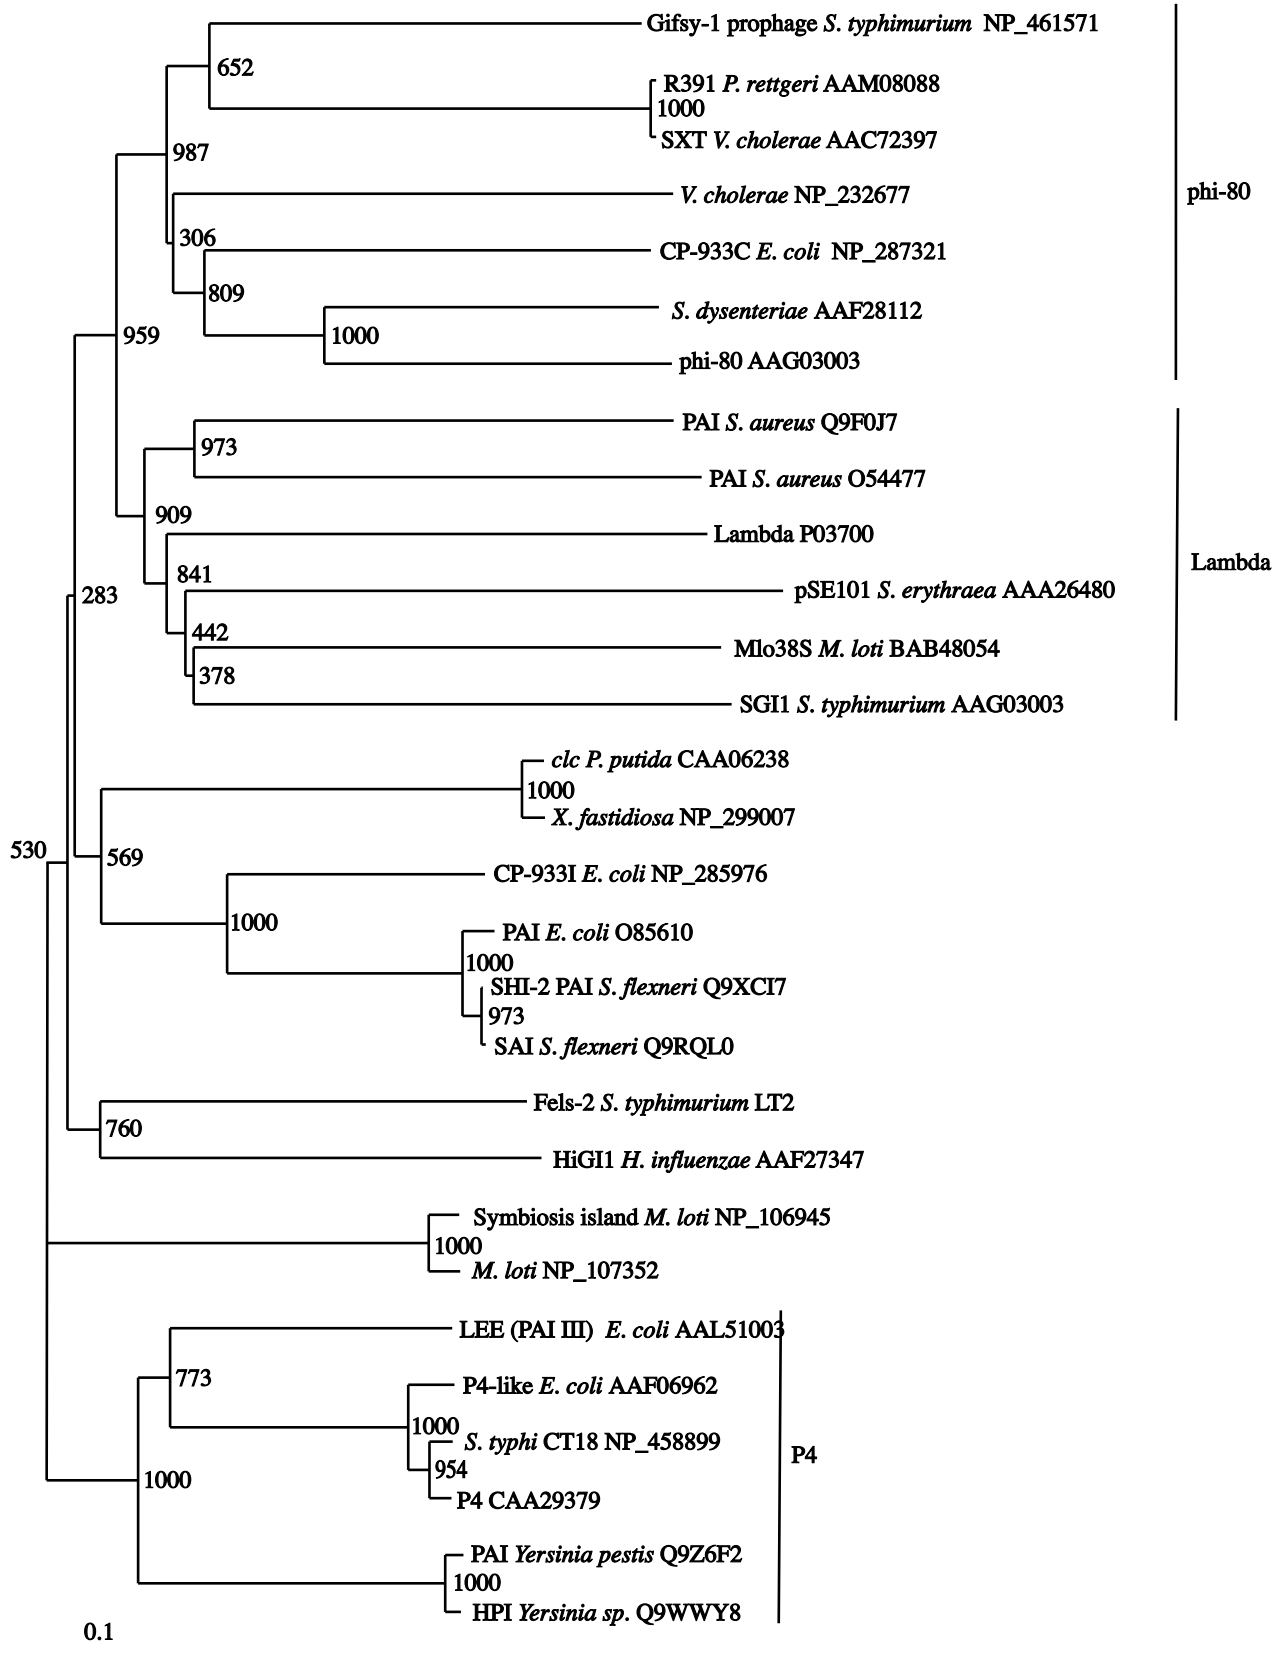 Gifsy-1 prophage S. typhimurium NP_461571
652
R391 P. rettgeri AAM08088
1000
SXT V. cholerae AAC72397
987
V. cholerae NP_232677
phi-80
306
CP-933C E. coli NP_287321
809
S. dysenteriae AAF28112
959
1000
phi-80 AAG03003
PAI S. aureus Q9F0J7
973
PAI S. aureus O54477
909
Lambda P03700
Lambda
841
283
pSE101 S. erythraea AAA26480
442
Mlo38S M. loti BAB48054
378
SGI1 S. typhimurium AAG03003
clc P. putida CAA06238
1000
X. fastidiosa NP_299007
530
569
CP-933I E. coli NP_285976
1000
PAI E. coli O85610
1000
SHI-2 PAI S. flexneri Q9XCI7
973
SAI S. flexneri Q9RQL0
Fels-2 S. typhimurium LT2
760
HiGI1 H. influenzae AAF27347
Symbiosis island M. loti NP_106945
1000
M. loti NP_107352
LEE (PAI III) E. coli AAL51003
773
P4-like E. coli AAF06962
1000
S. typhi CT18 NP_458899
P4
954
1000
P4 CAA29379
PAI Yersinia pestis Q9Z6F2
1000
HPI Yersinia sp. Q9WWY8
0.1